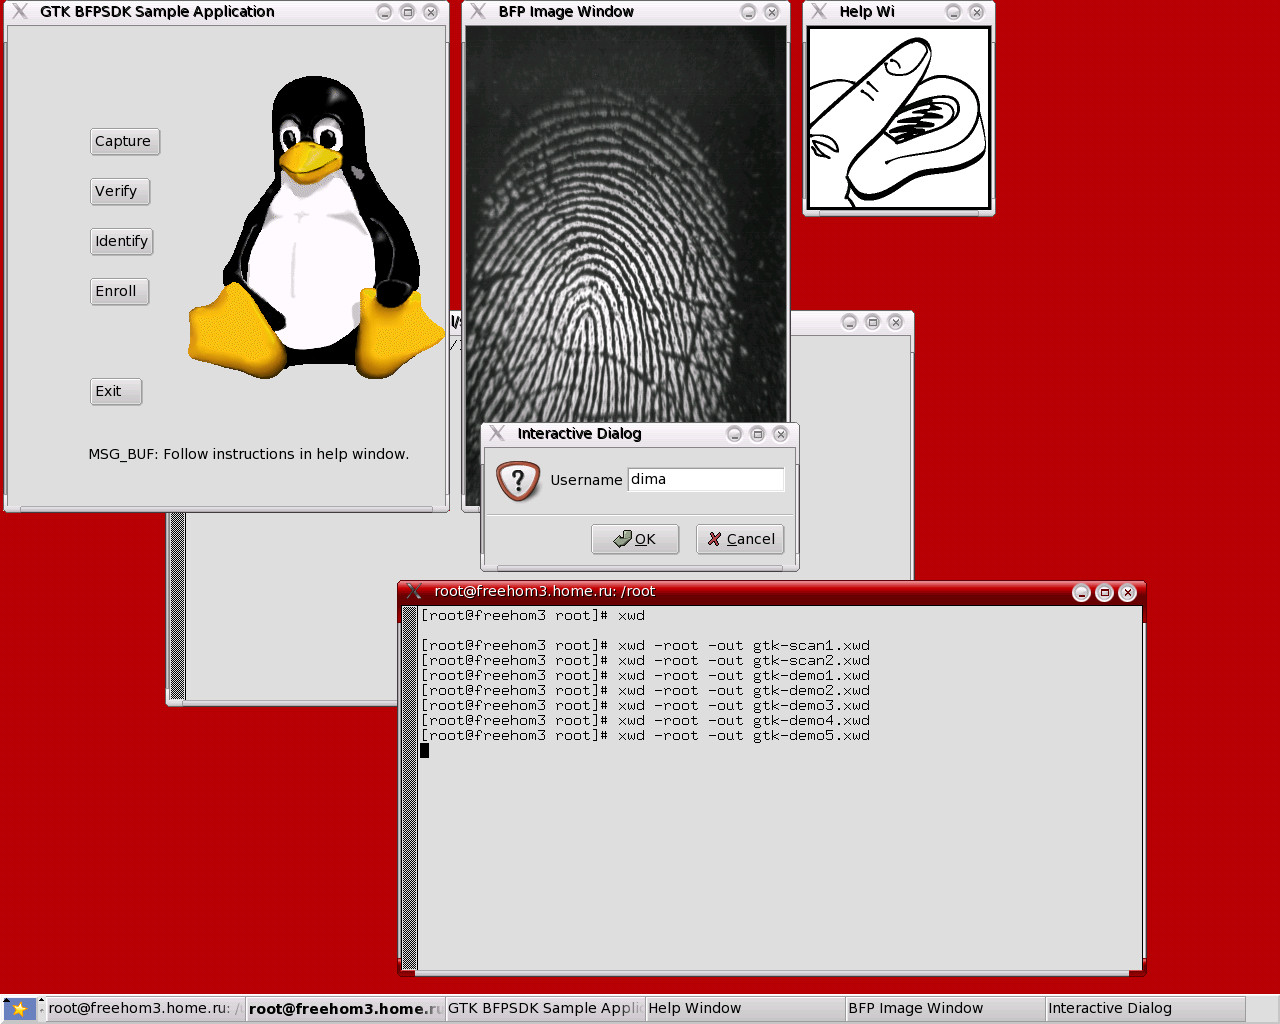 GTK BFPSDK Sample Application
Capture
Verify
Identify
Enroll
Exit
MSG_BUF: Follow instructions in help window.
BFP Image Window
Help Wi
Interactive Dialog
? Username dima
OK Cancel
root@freehom3.home.ru: /root
[root@freehom3 root]# xwd
[root@freehom3 root]# xwd -root -out gtk-scan1.xwd
[root@freehom3 root]# xwd -root -out gtk-scan2.xwd
[root@freehom3 root]# xwd -root -out gtk-demo1.xwd
[root@freehom3 root]# xwd -root -out gtk-demo2.xwd
[root@freehom3 root]# xwd -root -out gtk-demo3.xwd
[root@freehom3 root]# xwd -root -out gtk-demo4.xwd
[root@freehom3 root]# xwd -root -out gtk-demo5.xwd
root@freehom3.home.ru: /
root@freehom3.home.ru
GTK BFPSDK Sample Appli
Help Window
BFP Image Window
Interactive Dialog